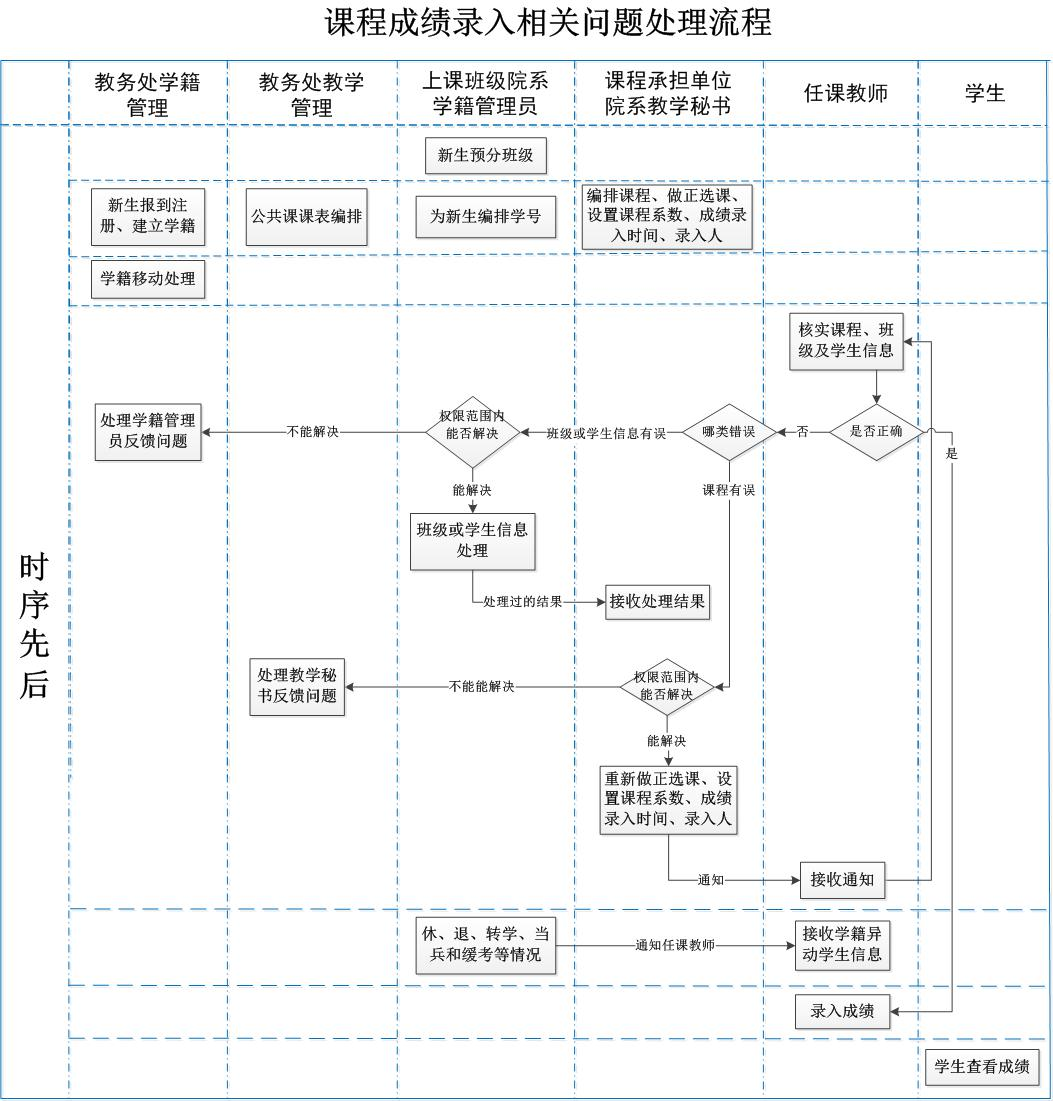 课程成绩录入相关问题处理流程
教务处学籍
管理
教务处教学
管理
上课班级院系
学籍管理员
课程承担单位
院系教学秘书
任课教师
学生
时
序
先
后
新生预分班级
新生报到注
册、建立学籍
公共课课表编排
为新生编排学号
编排课程、做正选课、
设置课程系数、成绩录
入时间、录入人
学籍移动处理
核实课程、班
级及学生信息
处理学籍管理
员反馈问题
不能解决
权限范围内
能否解决
班级或学生信息有误
哪类错误
否
是否正确
是
能解决
课程有误
班级或学生信息
处理
处理过的结果
接收处理结果
处理教学秘
书反馈问题
不能能解决
权限范围内
能否解决
能解决
重新做正选课、设
置课程系数、成绩
录入时间、录入人
通知
接收通知
休、退、转学、当
兵和缓考等情况
通知任课教师
接收学籍异
动学生信息
录入成绩
学生查看成绩